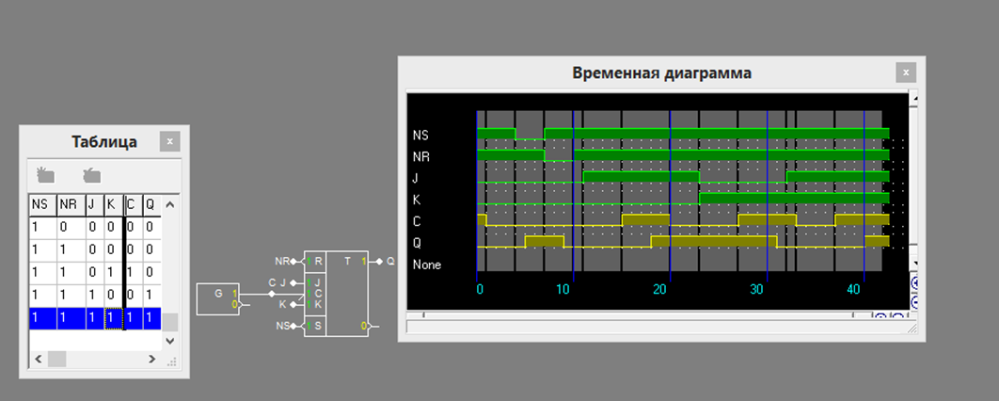 Временная диаграмма
x
NS
NR
J
K
C
Q
None
0 10 20 30 40
Таблица
x
NS NR J K C Q
1 0 0 0 0 0
1 1 0 0 0 0
1 1 1 0 0 0
1 1 1 0 0 1
1 1 1 1 1 1
NR 1 R T 1 Q
C J 1 J
G 1 1 C
0 K 1 K
NS 1 S 0